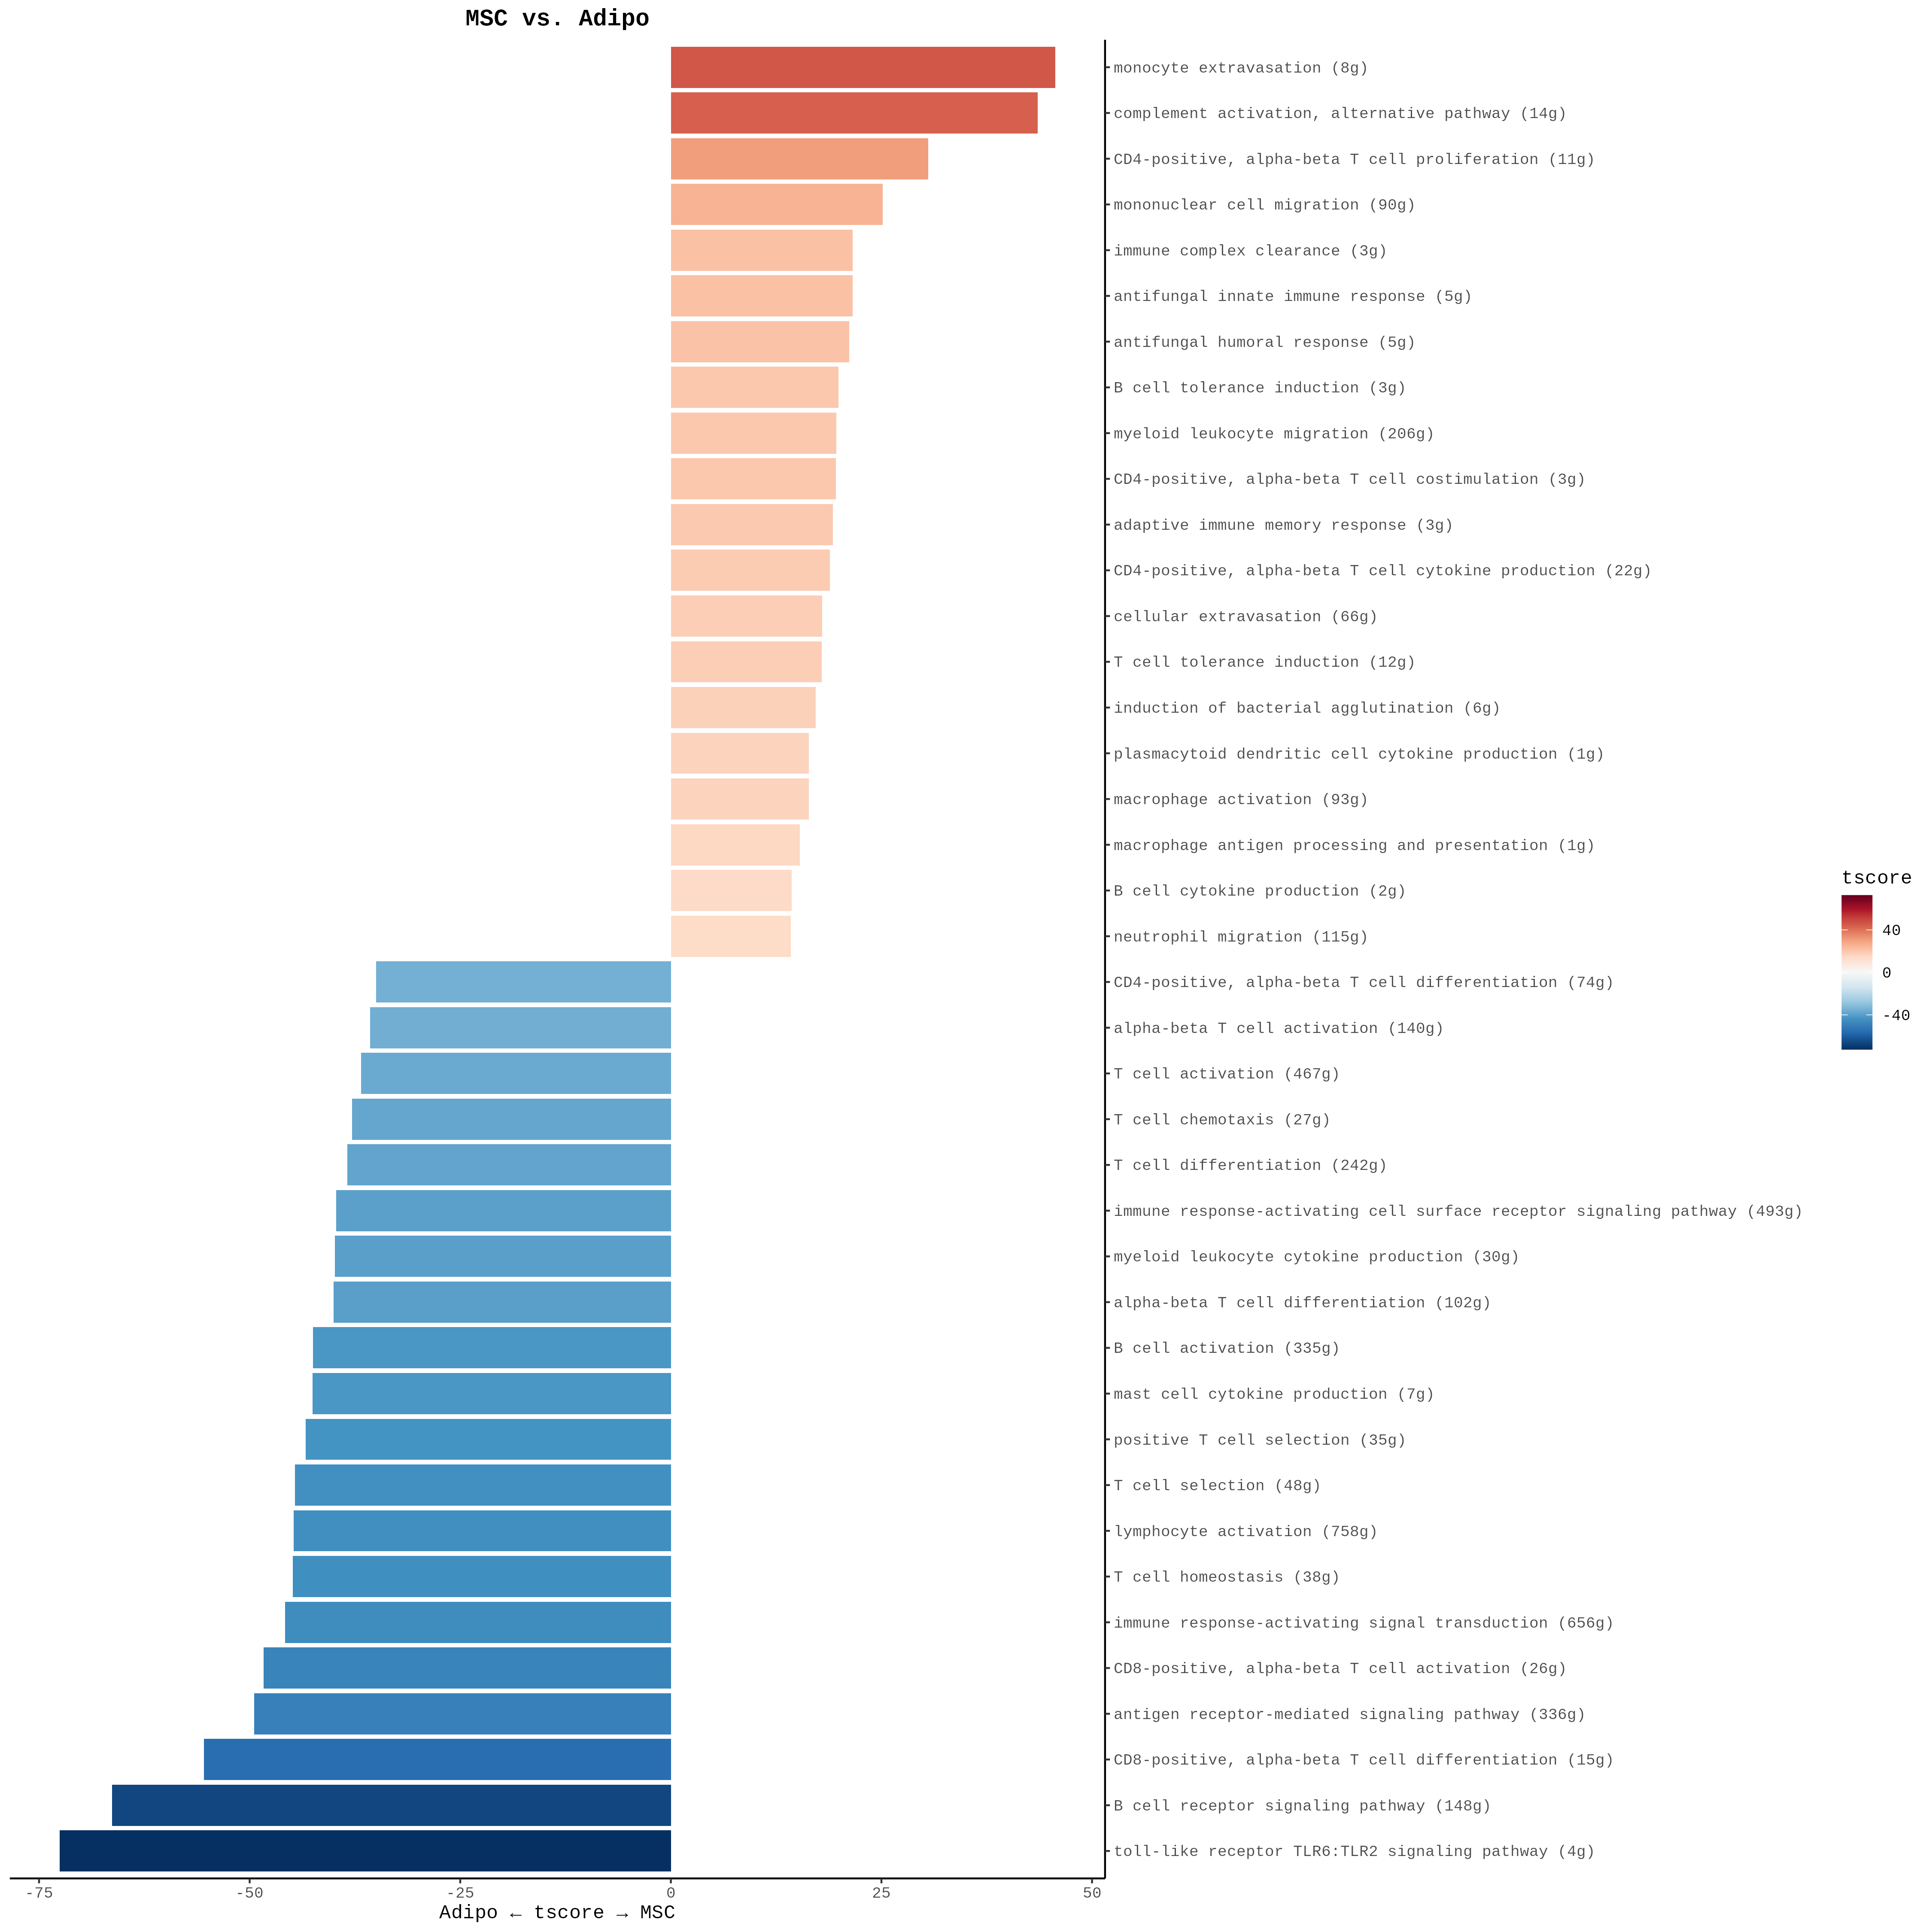 MSC vs. Adipo
monocyte extravasation (8g)
complement activation, alternative pathway (14g)
CD4-positive, alpha-beta T cell proliferation (11g)
mononuclear cell migration (90g)
immune complex clearance (3g)
antifungal innate immune response (5g)
antifungal humoral response (5g)
B cell tolerance induction (3g)
myeloid leukocyte migration (206g)
CD4-positive, alpha-beta T cell costimulation (3g)
adaptive immune memory response (3g)
CD4-positive, alpha-beta T cell cytokine production (22g)
cellular extravasation (66g)
T cell tolerance induction (12g)
induction of bacterial agglutination (6g)
plasmacytoid dendritic cell cytokine production (1g)
macrophage activation (93g)
macrophage antigen processing and presentation (1g)
B cell cytokine production (2g)
neutrophil migration (115g)
CD4-positive, alpha-beta T cell differentiation (74g)
alpha-beta T cell activation (140g)
T cell activation (467g)
T cell chemotaxis (27g)
T cell differentiation (242g)
immune response-activating cell surface receptor signaling pathway (493g)
myeloid leukocyte cytokine production (30g)
alpha-beta T cell differentiation (102g)
B cell activation (335g)
mast cell cytokine production (7g)
positive T cell selection (35g)
T cell selection (48g)
lymphocyte activation (758g)
T cell homeostasis (38g)
immune response-activating signal transduction (656g)
CD8-positive, alpha-beta T cell activation (26g)
antigen receptor-mediated signaling pathway (336g)
CD8-positive, alpha-beta T cell differentiation (15g)
B cell receptor signaling pathway (148g)
toll-like receptor TLR6:TLR2 signaling pathway (4g)
-75 -50 -25 0 25 50
Adipo ← tscore → MSC
tscore
40
0
-40